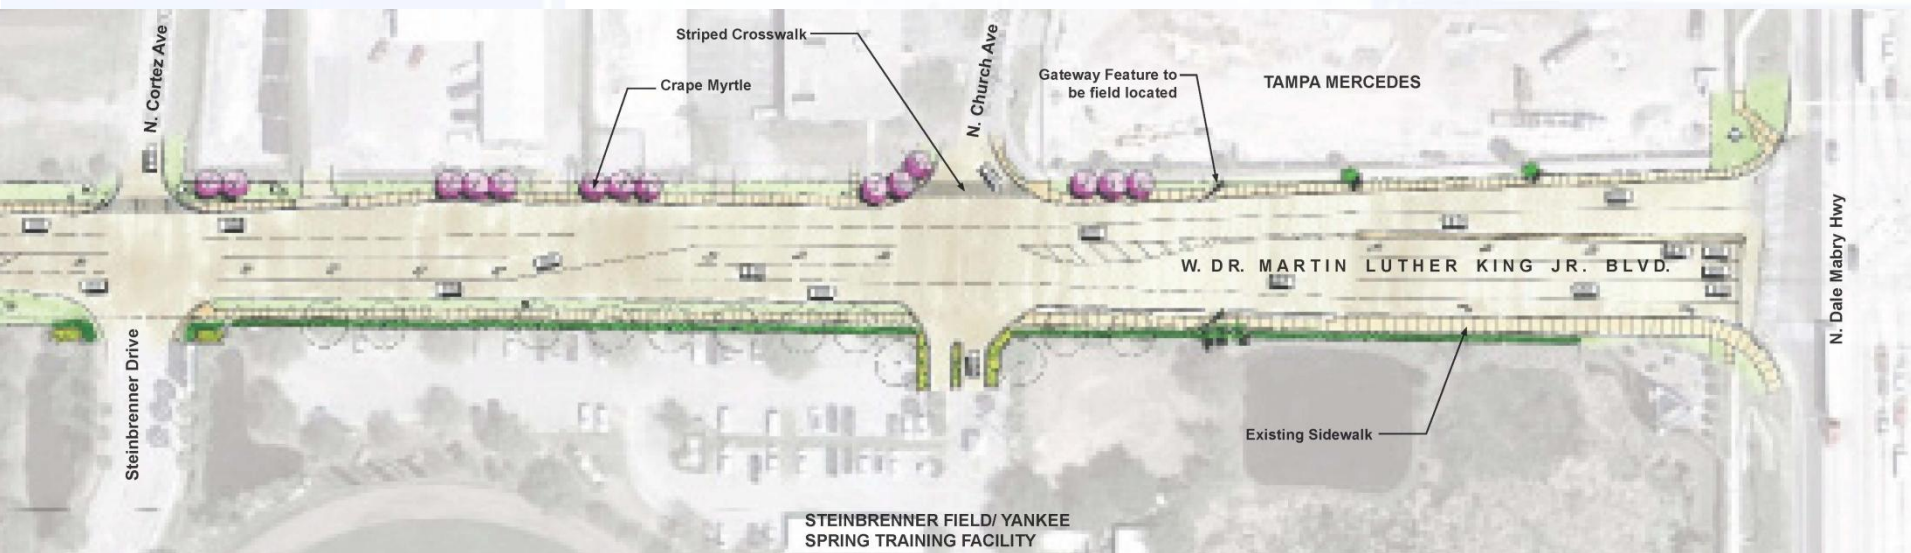 N. Cortez Ave
Striped Crosswalk
Crape Myrtle
N. Church Ave
Gateway Feature to
be field located
TAMPA MERCEDES
W. DR. MARTIN LUTHER KING JR. BLVD.
N. Dale Mabry Hwy
Steinbrenner Drive
Existing Sidewalk
STEINBRENNER FIELD/ YANKEE
SPRING TRAINING FACILITY